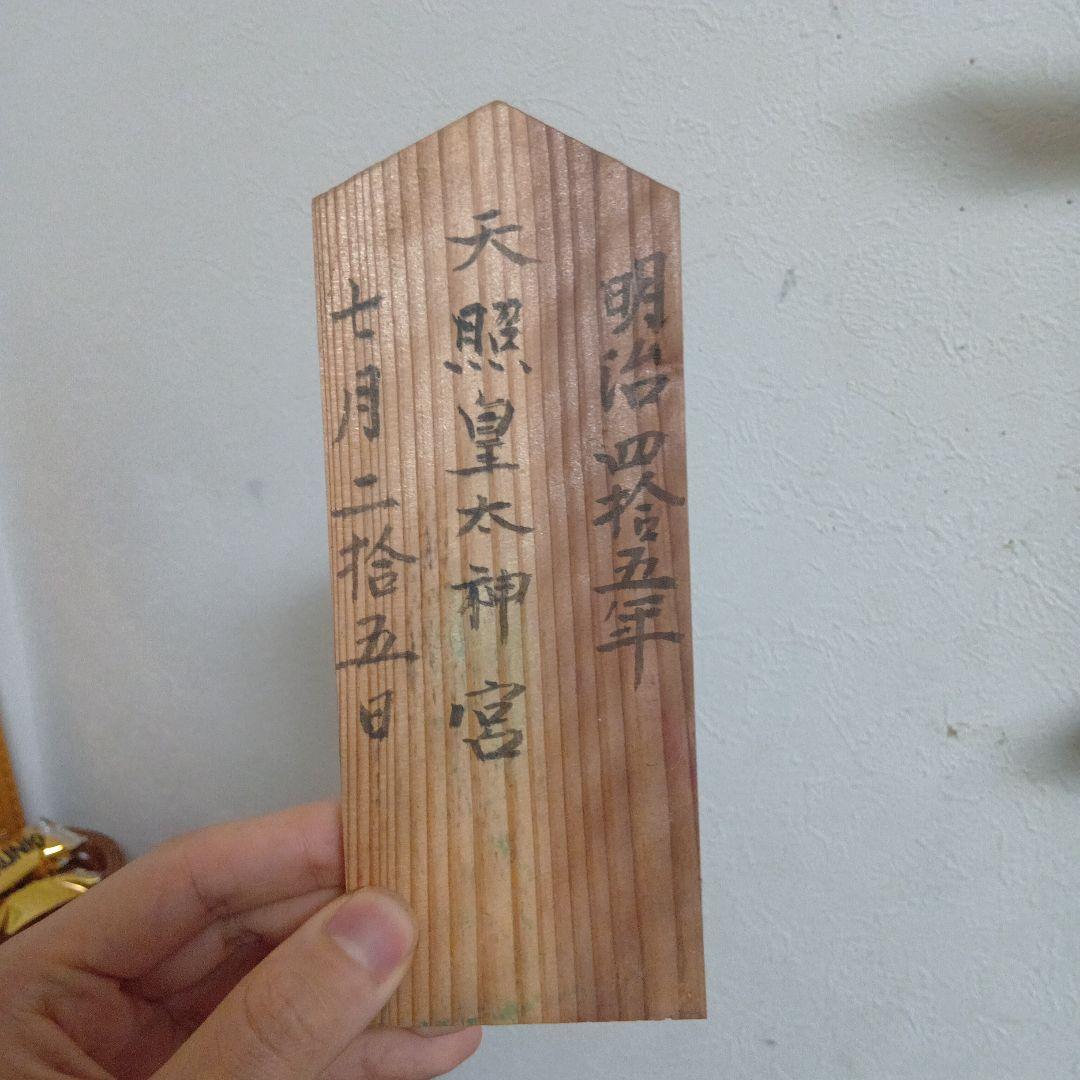 明治四拾五年
天照皇太神宮
七月二拾五日